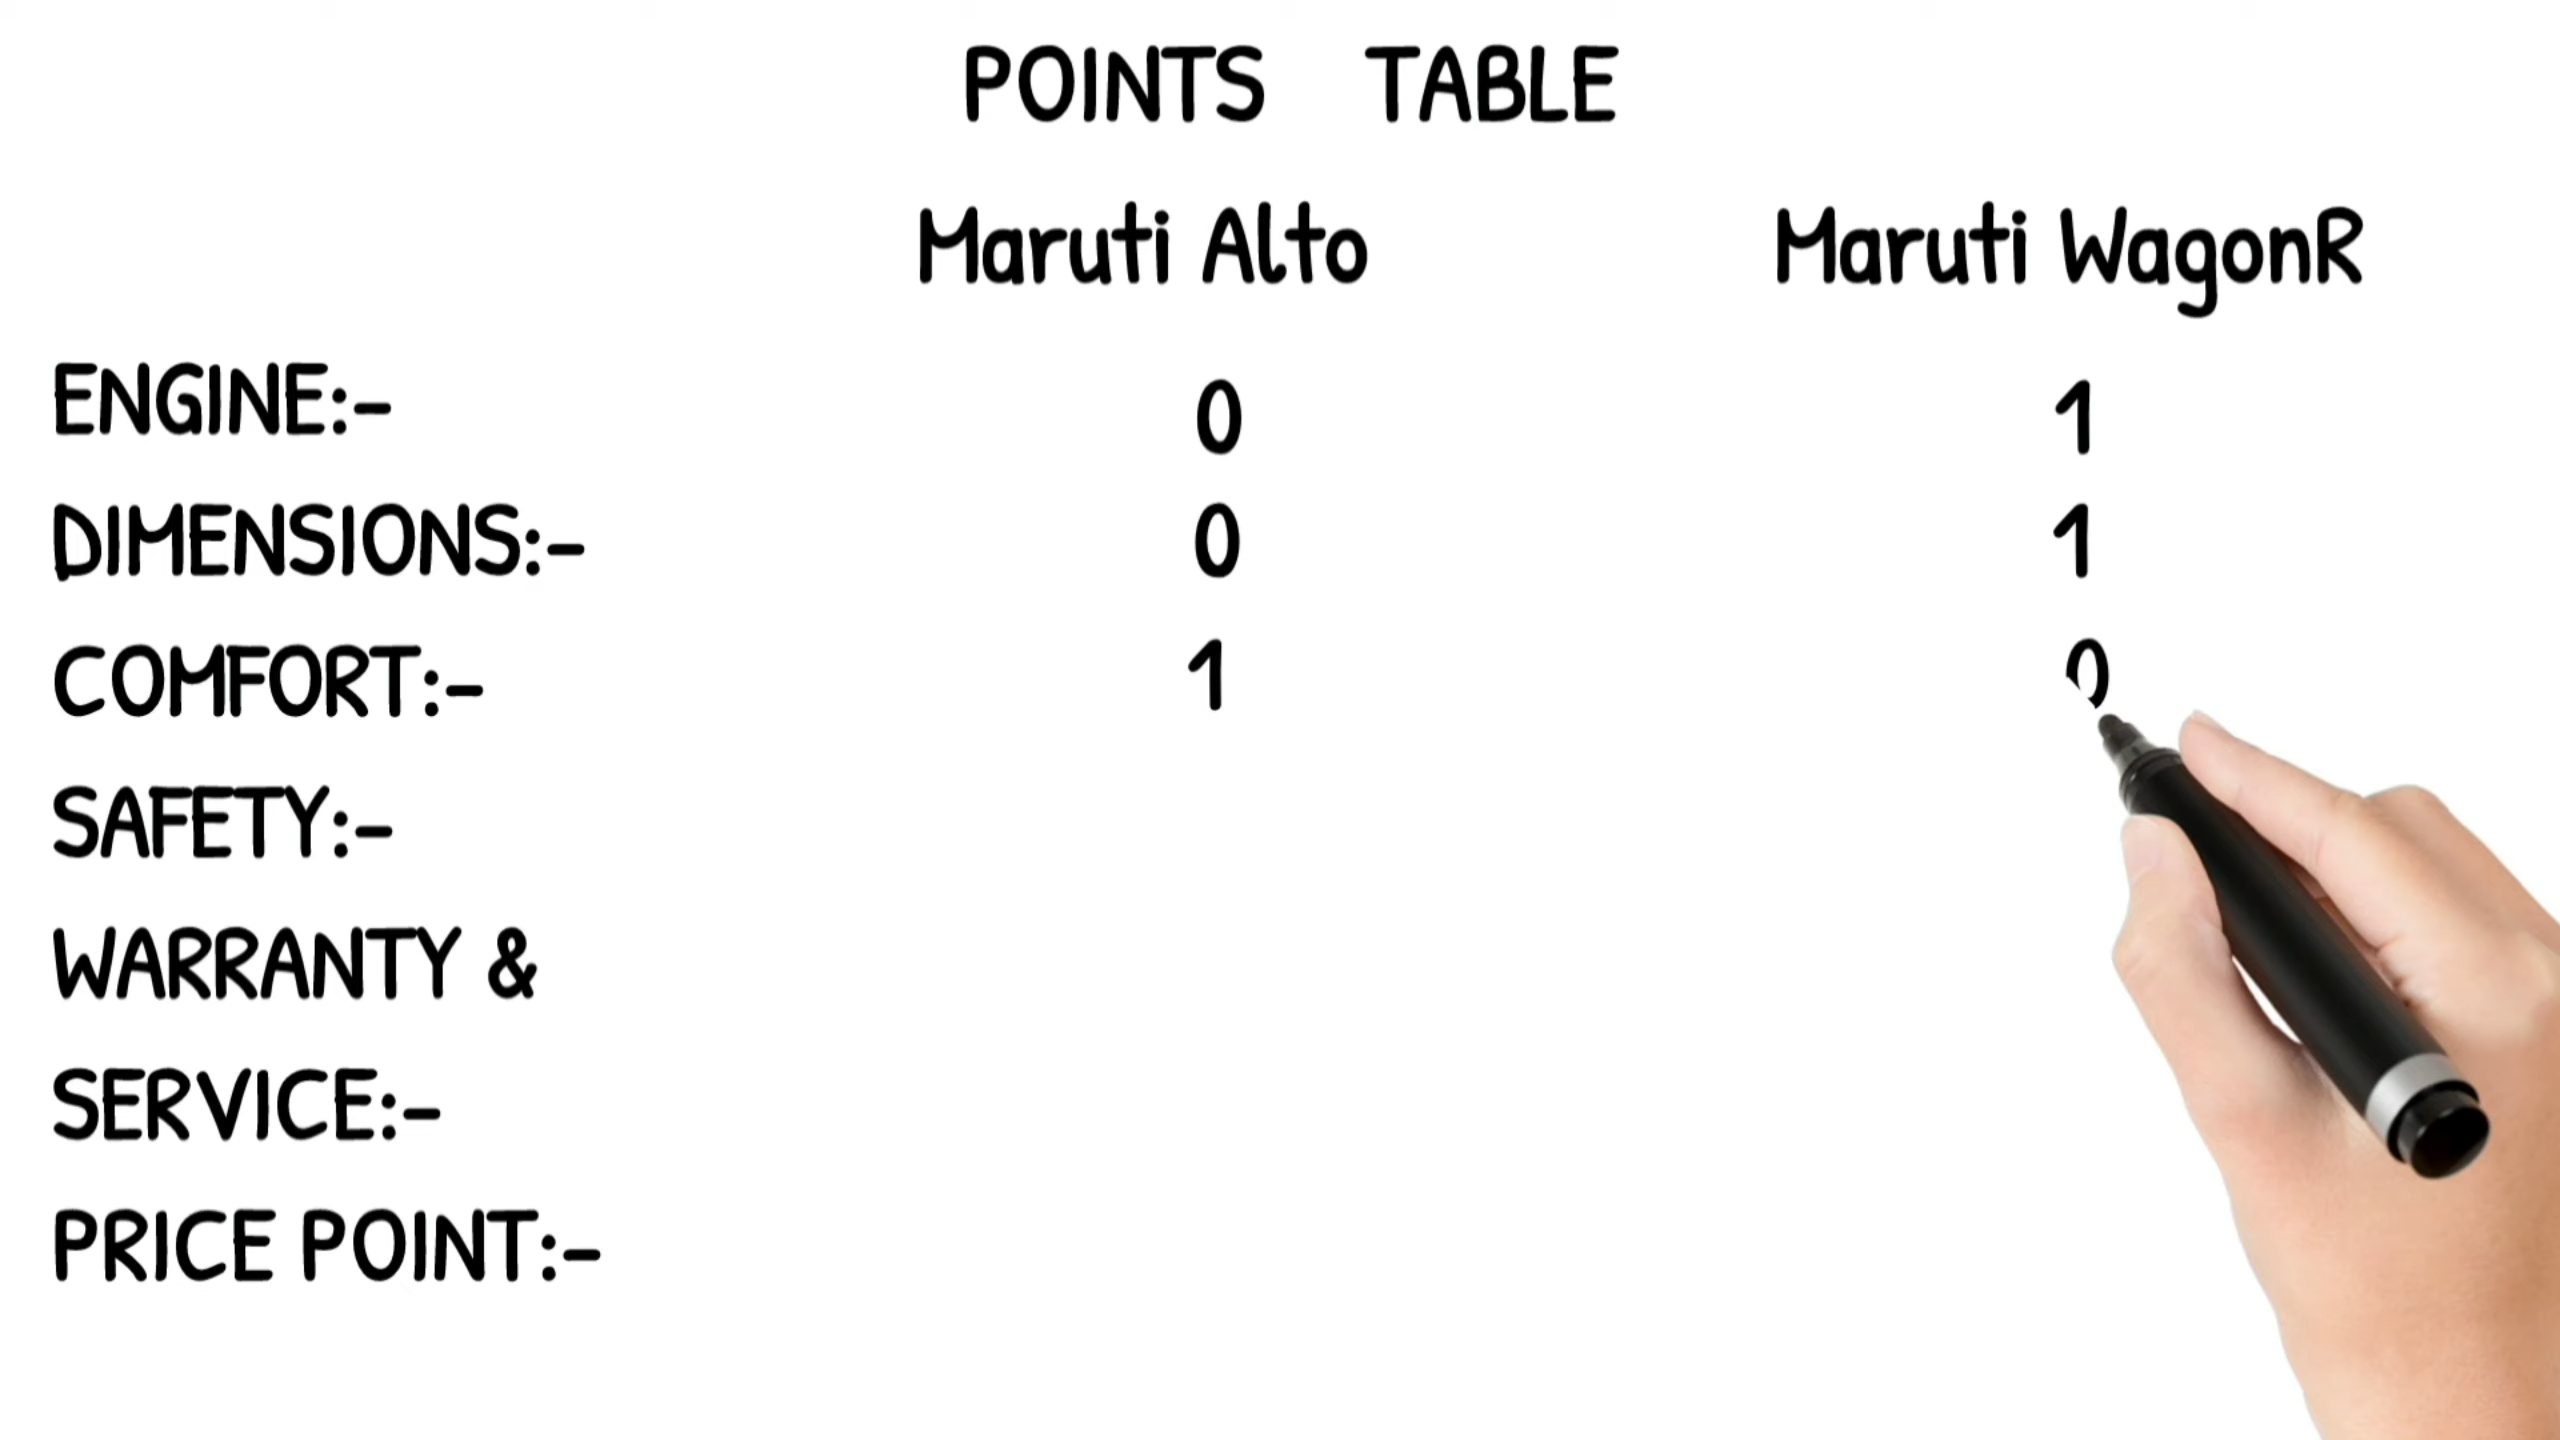 POINTS TABLE
Maruti Alto Maruti WagonR
ENGINE:- 0 1
DIMENSIONS:- 0 1
COMFORT:- 1 0
SAFETY:-
WARRANTY &
SERVICE:-
PRICE POINT:-